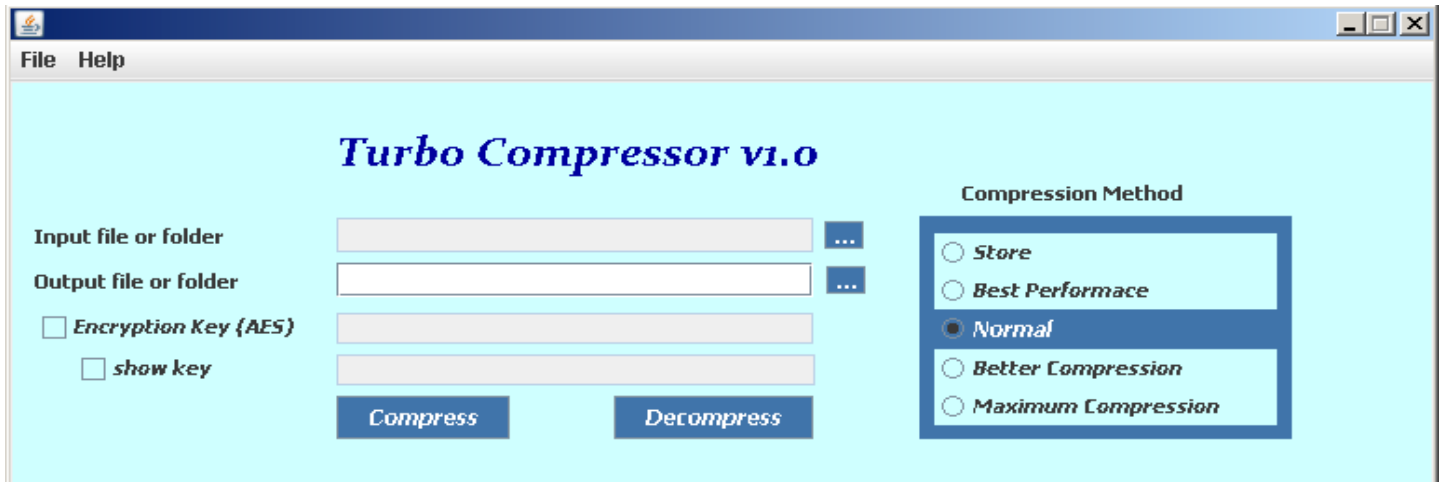 File Help
Turbo Compressor v1.0
Compression Method
Input file or folder ...
Output file or folder ...
Encryption Key (AES)
show key
Compress Decompress
Store
Best Performace
Normal
Better Compression
Maximum Compression